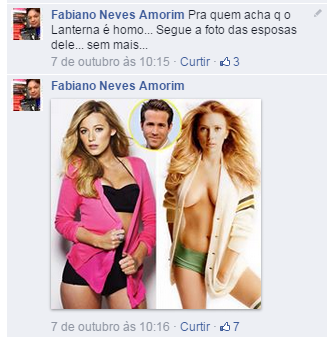 Fabiano Neves Amorim Pra quem acha q o
Lanterna é homo... Segue a foto das esposas
dele... sem mais...
7 de outubro às 10:15 · Curtir · 3
Fabiano Neves Amorim
7 de outubro às 10:16 · Curtir · 7